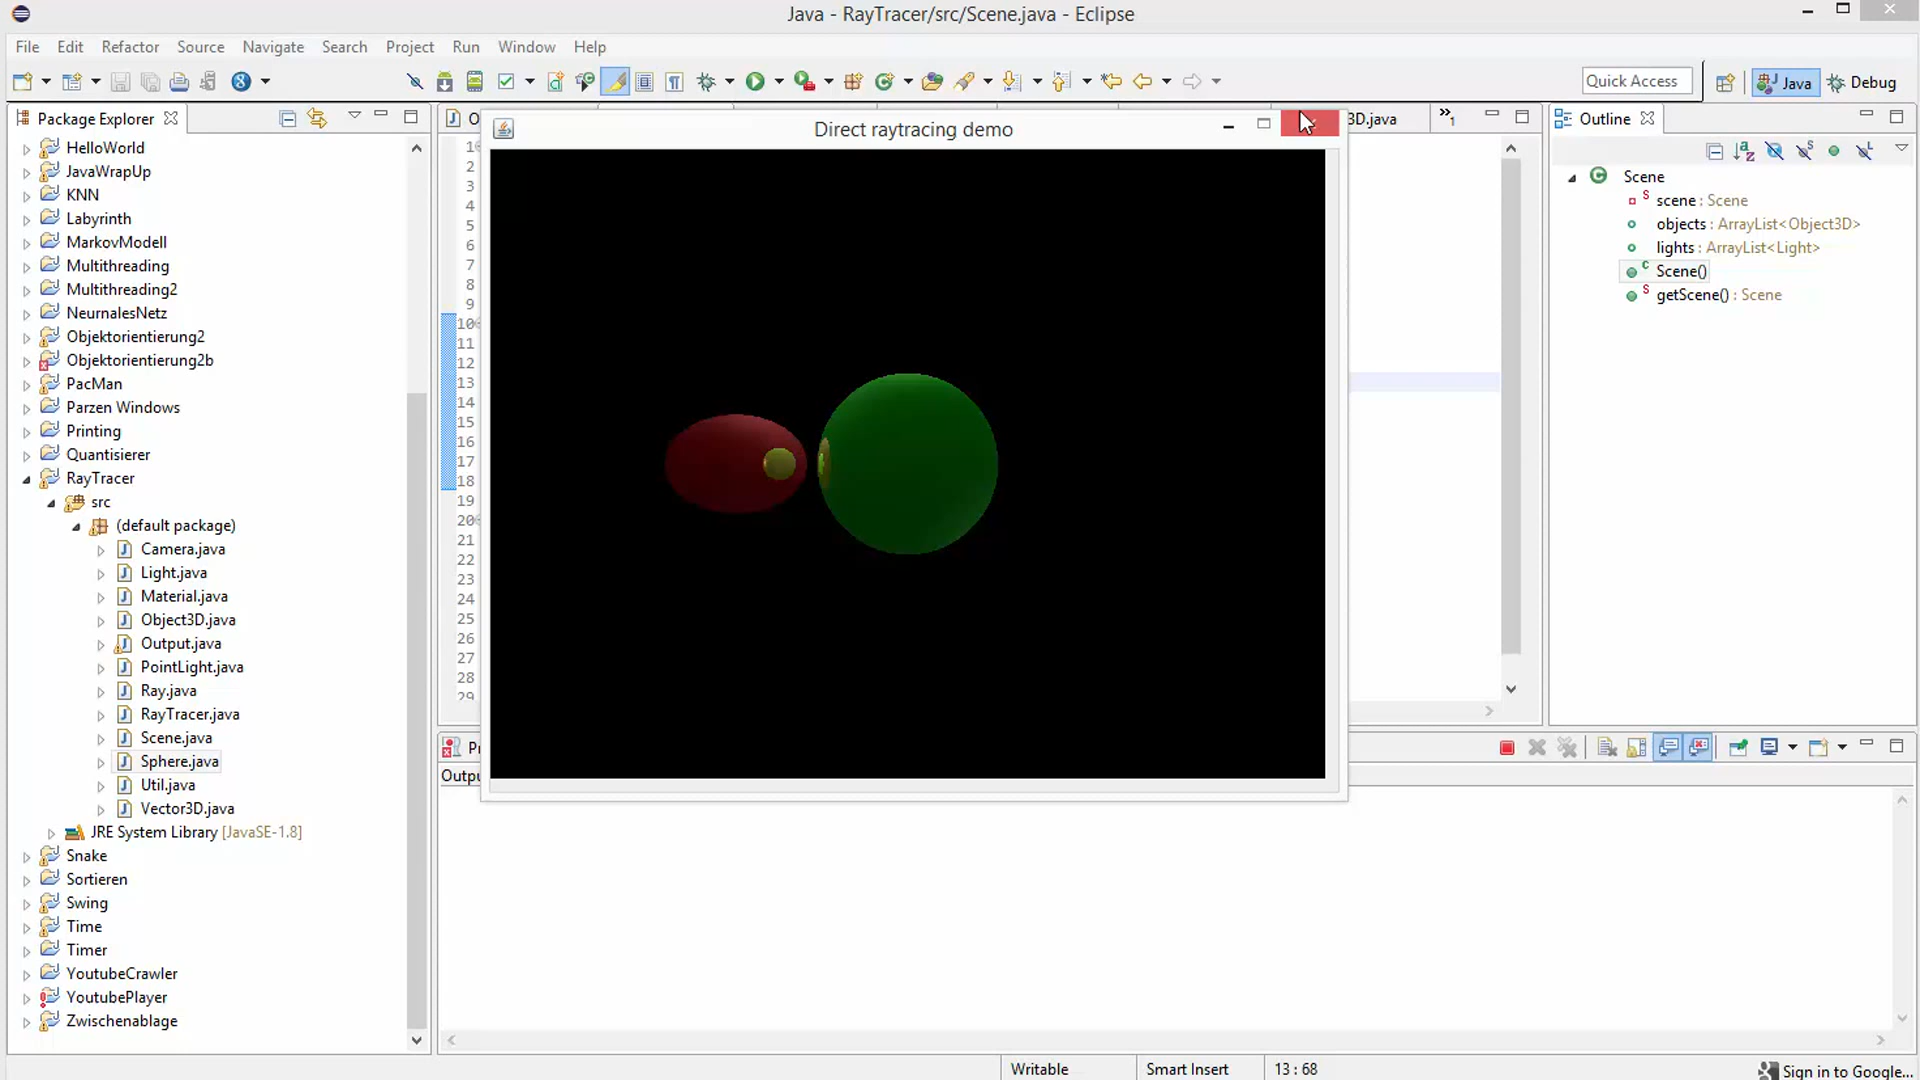 Java - RayTracer/src/Scene.java - Eclipse
File Edit Refactor Source Navigate Search Project Run Window Help
Quick Access
Java
Debug
Package Explorer
HelloWorld
JavaWrapUp
KNN
Labyrinth
MarkovModell
Multithreading
Multithreading2
NeurnalesNetz
Objektorientierung2
Objektorientierung2b
PacMan
Parzen Windows
Printing
Quantisierer
RayTracer
src
(default package)
Camera.java
Light.java
Material.java
Object3D.java
Output.java
PointLight.java
Ray.java
RayTracer.java
Scene.java
Sphere.java
Util.java
Vector3D.java
JRE System Library [JavaSE-1.8]
Snake
Sortieren
Swing
Time
Timer
YoutubeCrawler
YoutubePlayer
Zwischenablage
O
Direct raytracing demo
3D.java
1
2
3
4
5
6
7
8
9
10
11
12
13
14
15
16
17
18
19
20
21
22
23
24
25
26
27
28
29
Outline
Scene
scene : Scene
objects : ArrayList<Object3D>
lights : ArrayList<Light>
Scene()
getScene() : Scene
Writable
Smart Insert
13 : 68
Sign in to Google...